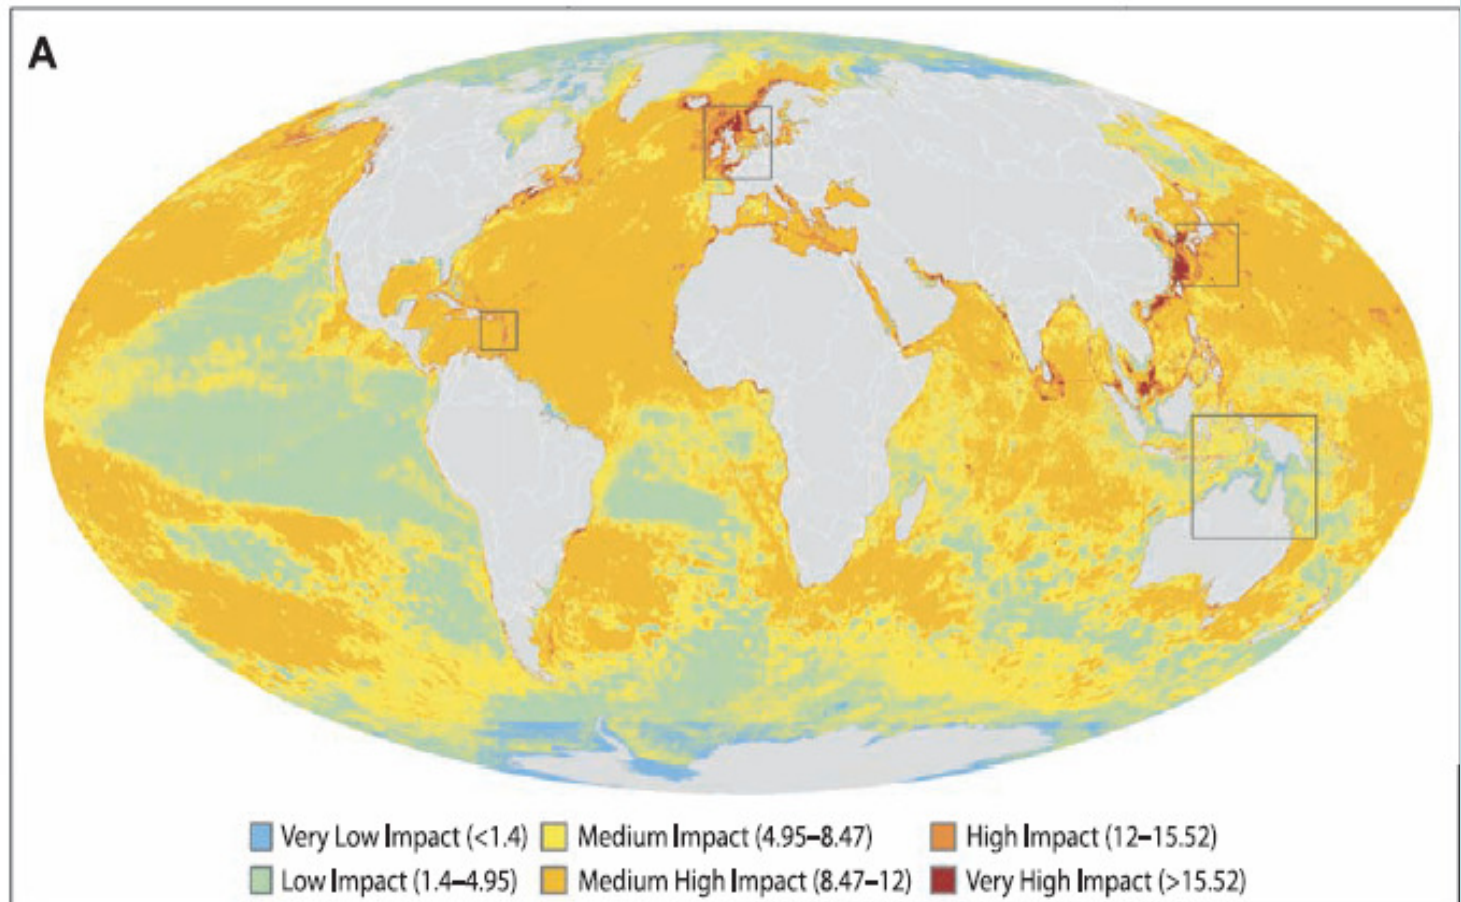 A
Very Low Impact (<1.4) Medium Impact (4.95–8.47) High Impact (12–15.52)
Low Impact (1.4–4.95) Medium High Impact (8.47–12) Very High Impact (>15.52)